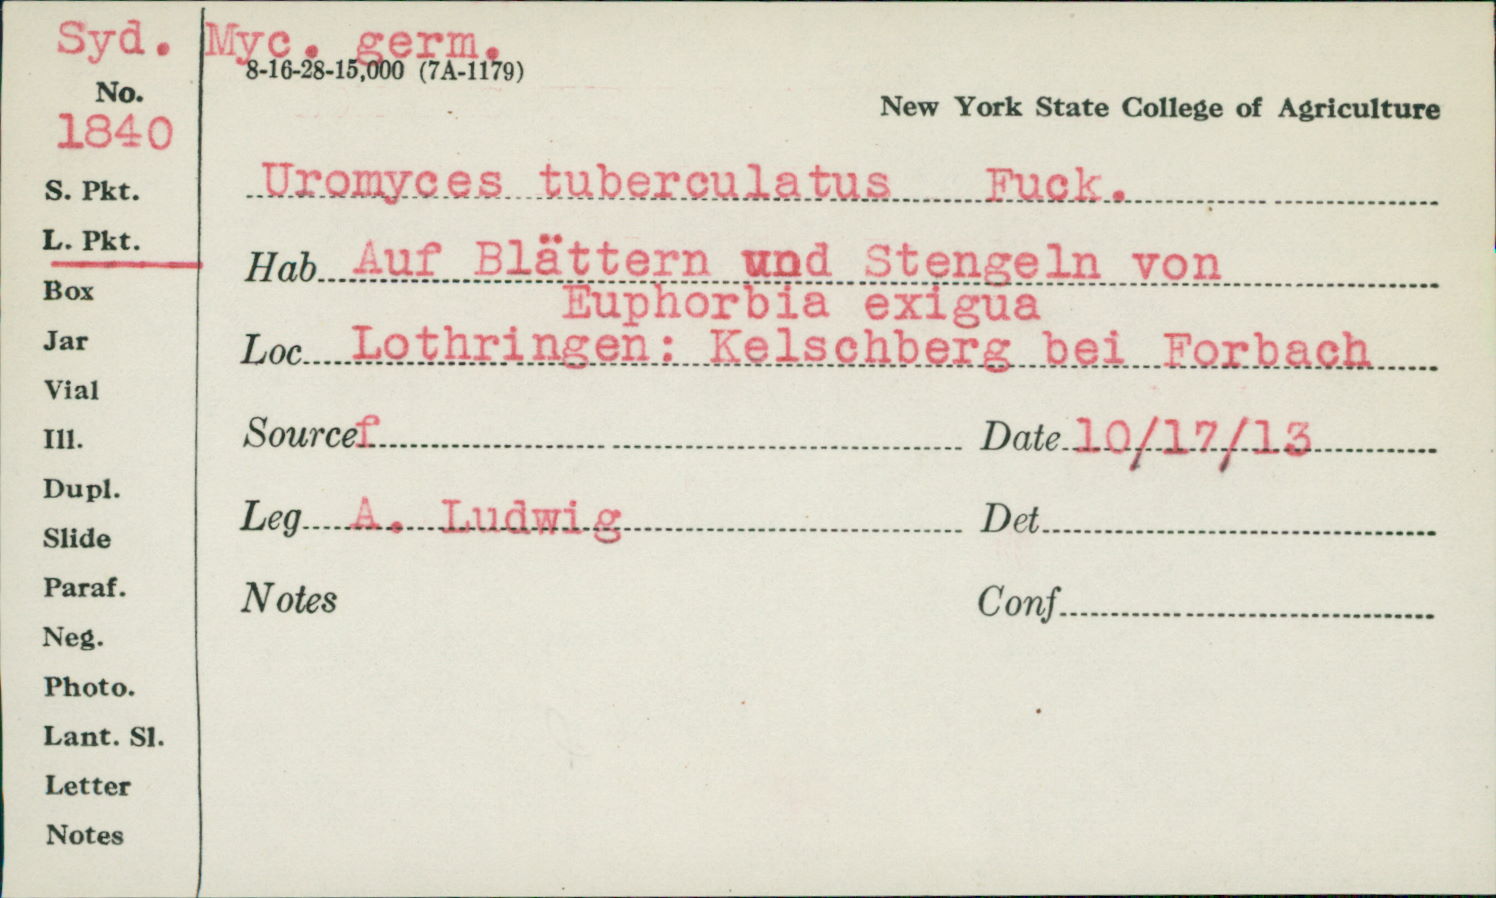 Syd. Myc. germ.
8-16-28-15,000 (7A-1179)
No.
1840
New York State College of Agriculture
S. Pkt.
Uromyces tuberculatus Fuck.
L. Pkt.
Hab Auf Blättern und Stengeln von
Euphorbia exigua
Box
Jar
Loc Lothringen: Kelschberg bei Forbach
Vial
Ill.
Source f Date 10/17/13
Dupl.
Slide
Leg A. Ludwig Det
Paraf.
Notes Conf
Neg.
Photo.
Lant. Sl.
Letter
Notes